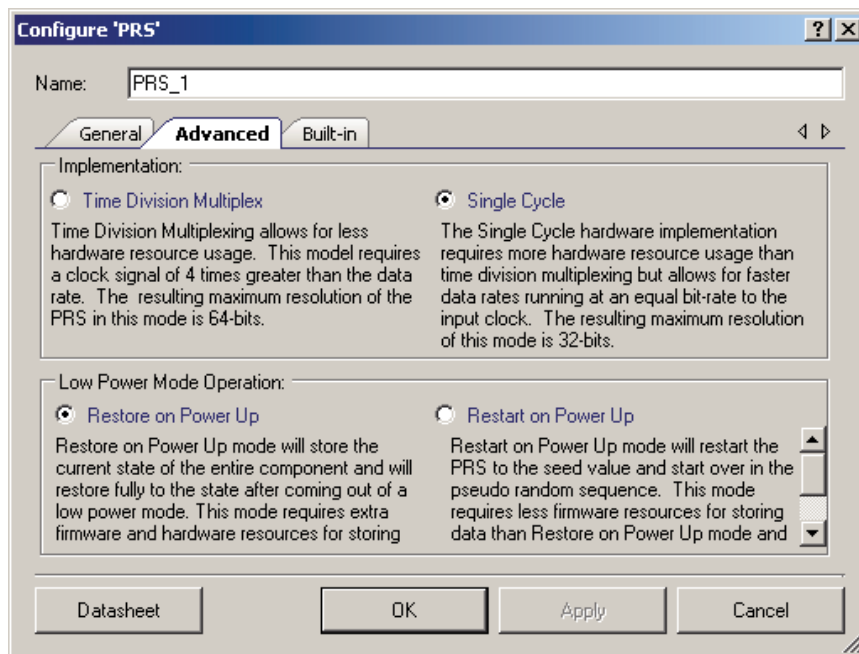 Configure 'PRS'
Name: PRS_1
General Advanced Built-in
Implementation:
Time Division Multiplex
Time Division Multiplexing allows for less
hardware resource usage. This model requires
a clock signal of 4 times greater than the data
rate. The resulting maximum resolution of the
PRS in this mode is 64-bits.
Single Cycle
The Single Cycle hardware implementation
requires more hardware resource usage than
time division multiplexing but allows for faster
data rates running at an equal bit-rate to the
input clock. The resulting maximum resolution
of this mode is 32-bits.
Low Power Mode Operation:
Restore on Power Up
Restore on Power Up mode will store the
current state of the entire component and will
restore fully to the state after coming out of a
low power mode. This mode requires extra
firmware and hardware resources for storing
Restart on Power Up
Restart on Power Up mode will restart the
PRS to the seed value and start over in the
pseudo random sequence. This mode
requires less firmware resources for storing
data than Restore on Power Up mode and
Datasheet OK Apply Cancel